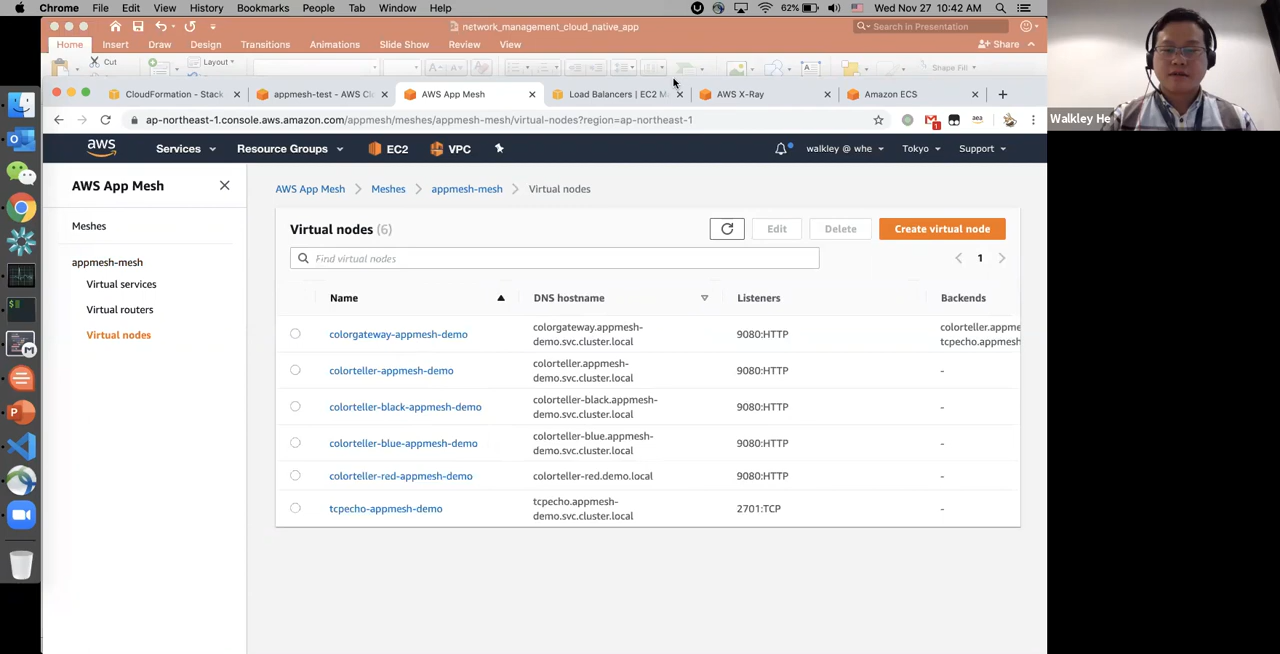 Chrome File Edit View History Bookmarks People Tab Window Help 62% Wed Nov 27 10:42 AM
network_management_cloud_native_app Search in Presentation
Home Insert Draw Design Transitions Animations Slide Show Review View Share
Cut Layout Shape Fill
CloudFormation - Stack appmesh-test - AWS Cl AWS App Mesh Load Balancers | EC2 M AWS X-Ray Amazon ECS
ap-northeast-1.console.aws.amazon.com/appmesh/meshes/appmesh-mesh/virtual-nodes?region=ap-northeast-1
Walkley He
aws Services Resource Groups EC2 VPC walkley @ whe Tokyo Support
AWS App Mesh
Meshes
appmesh-mesh
Virtual services
Virtual routers
Virtual nodes
AWS App Mesh Meshes appmesh-mesh Virtual nodes
Virtual nodes (6) Edit Delete Create virtual node
Find virtual nodes 1
Name DNS hostname Listeners Backends
colorgateway-appmesh-demo colorgateway.appmesh- 9080:HTTP colorteller.appme
demo.svc.cluster.local tcpecho.appmesh
colorteller-appmesh-demo colorteller.appmesh- 9080:HTTP -
demo.svc.cluster.local
colorteller-black-appmesh-demo colorteller-black.appmesh- 9080:HTTP -
demo.svc.cluster.local
colorteller-blue-appmesh-demo colorteller-blue.appmesh- 9080:HTTP -
demo.svc.cluster.local
colorteller-red-appmesh-demo colorteller-red.demo.local 9080:HTTP -
tcpecho-appmesh-demo tcpecho.appmesh- 2701:TCP -
demo.svc.cluster.local